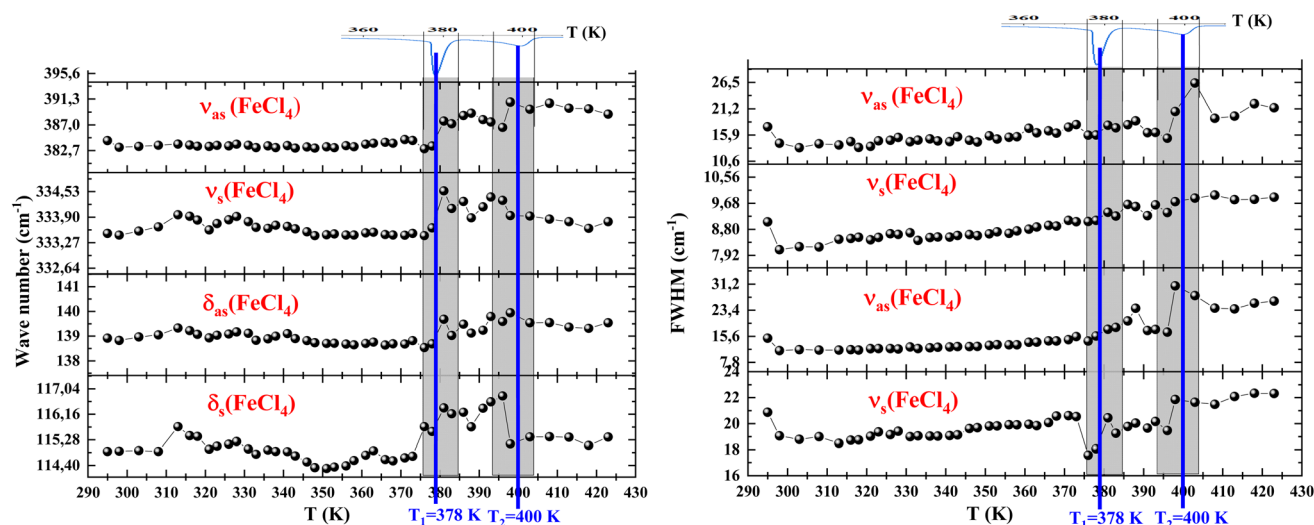 360 380 400 T (K)
395,6
391,3
387,0
382,7
νas(FeCl4)
334,53
333,90
333,27
332,64
νs(FeCl4)
141
140
139
138
δas(FeCl4)
117,04
116,16
115,28
114,40
δs(FeCl4)
Wave number (cm-1)
290 300 310 320 330 340 350 360 370 380 390 400 410 420 430
T (K)
T1=378 K T2=400 K
360 380 400 T (K)
26,5
21,2
15,9
10,6
νas(FeCl4)
10,56
9,68
8,80
7,92
νs(FeCl4)
31,2
23,4
15,6
7,8
νas(FeCl4)
24
22
20
18
16
νs(FeCl4)
FWHM (cm-1)
290 300 310 320 330 340 350 360 370 380 390 400 410 420 430
T (K)
T1=378 K T2=400 K